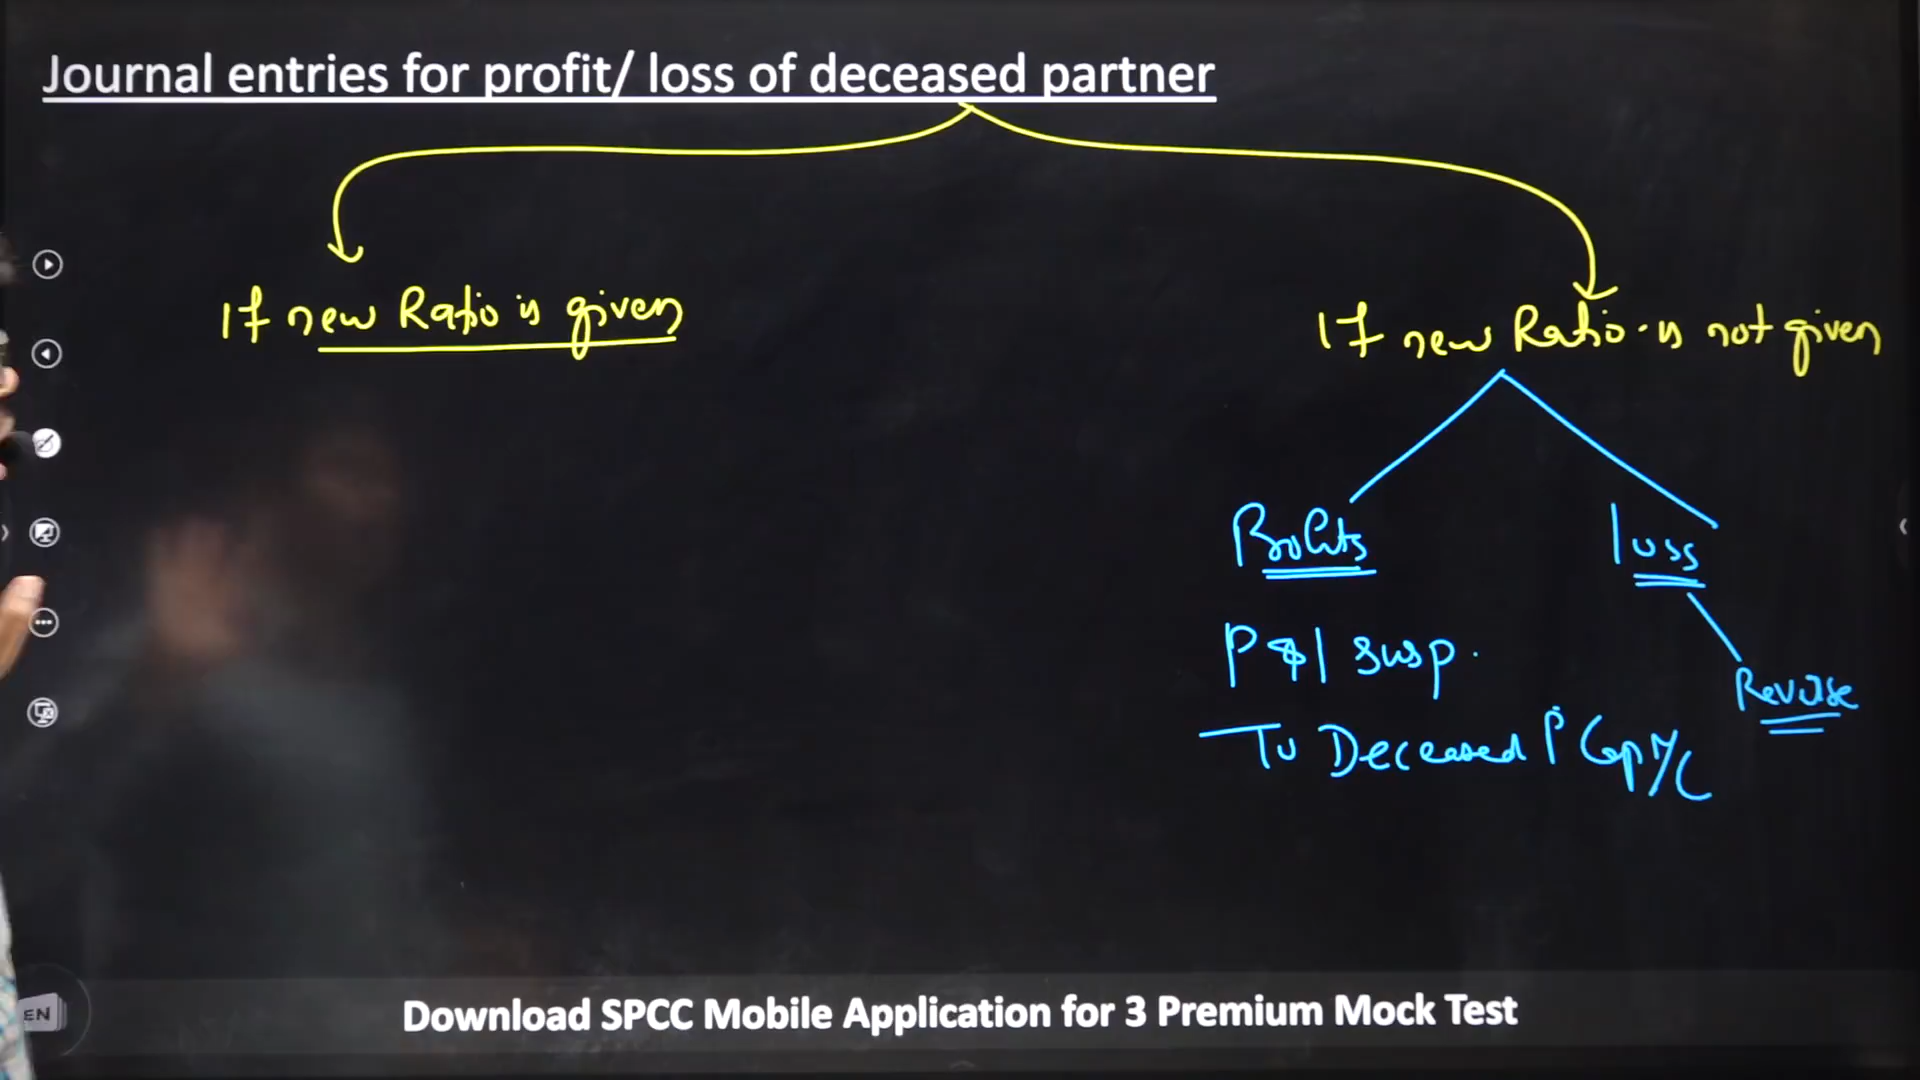 Journal entries for profit/ loss of deceased partner
If new Ratio is given
If new Ratio is not given
Profits
loss
P & l susp.
Reverse
To Deceased P Cap A/C
EN
Download SPCC Mobile Application for 3 Premium Mock Test